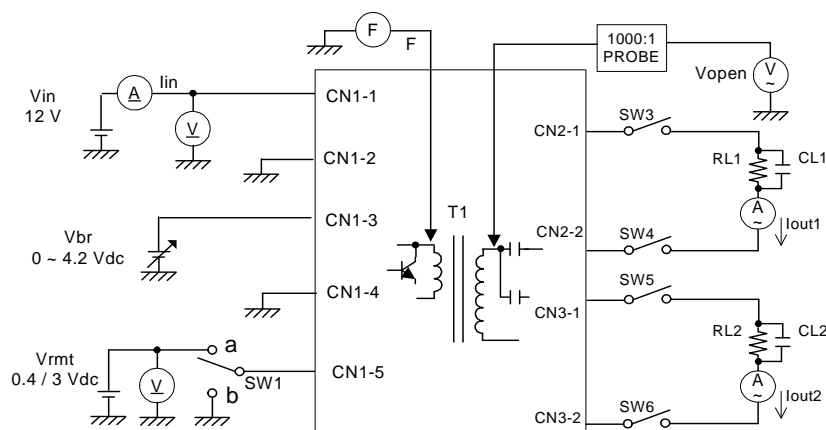 F
F
1000:1
PROBE
Vopen
V
~
Vin
12 V
A
Iin
V
CN1-1
CN1-2
CN1-3
Vbr
0 ~ 4.2 Vdc
CN1-4
Vrmt
0.4 / 3 Vdc
V
a
b
SW1
CN1-5
T1
CN2-1
SW3
RL1
CL1
A
~
Iout1
CN2-2
SW4
CN3-1
SW5
RL2
CL2
A
~
Iout2
CN3-2
SW6